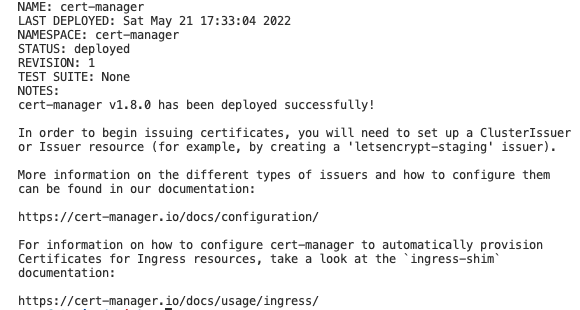 NAME: cert-manager
LAST DEPLOYED: Sat May 21 17:33:04 2022
NAMESPACE: cert-manager
STATUS: deployed
REVISION: 1
TEST SUITE: None
NOTES:
cert-manager v1.8.0 has been deployed successfully!
In order to begin issuing certificates, you will need to set up a ClusterIssuer
or Issuer resource (for example, by creating a 'letsencrypt-staging' issuer).
More information on the different types of issuers and how to configure them
can be found in our documentation:
https://cert-manager.io/docs/configuration/
For information on how to configure cert-manager to automatically provision
Certificates for Ingress resources, take a look at the `ingress-shim`
documentation:
https://cert-manager.io/docs/usage/ingress/